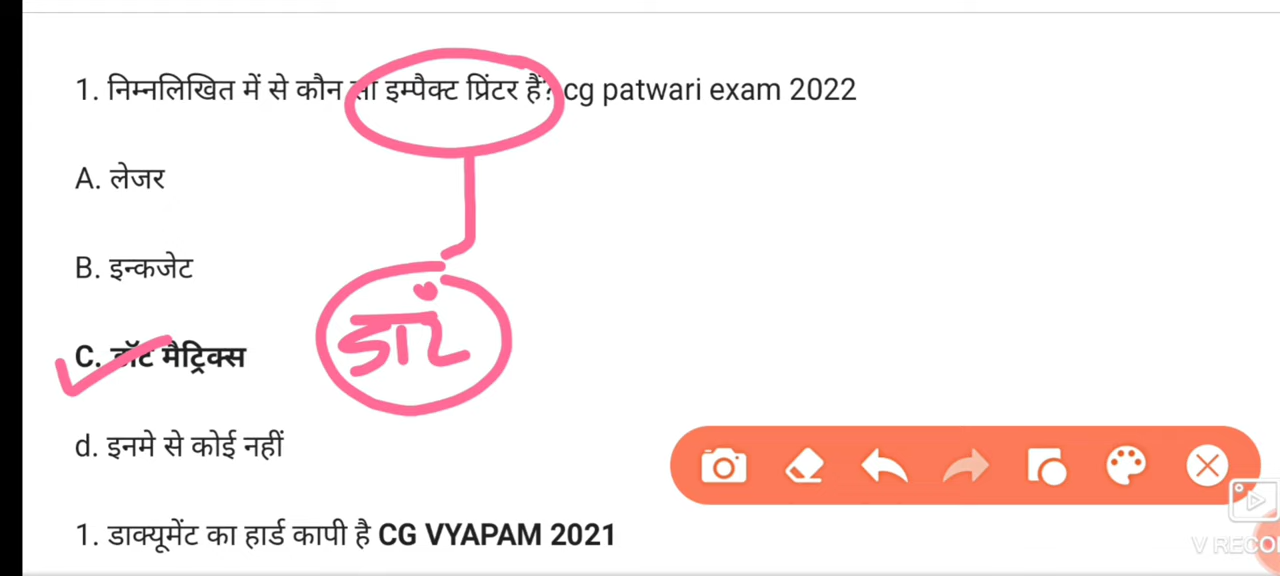 1. निम्नलिखित में से कौन सा इम्पैक्ट प्रिंटर हैं? cg patwari exam 2022
A. लेजर
B. इन्कजेट
C. डॉट मैट्रिक्स
डाट
d. इनमे से कोई नहीं
1. डाक्यूमेंट का हार्ड कापी है CG VYAPAM 2021